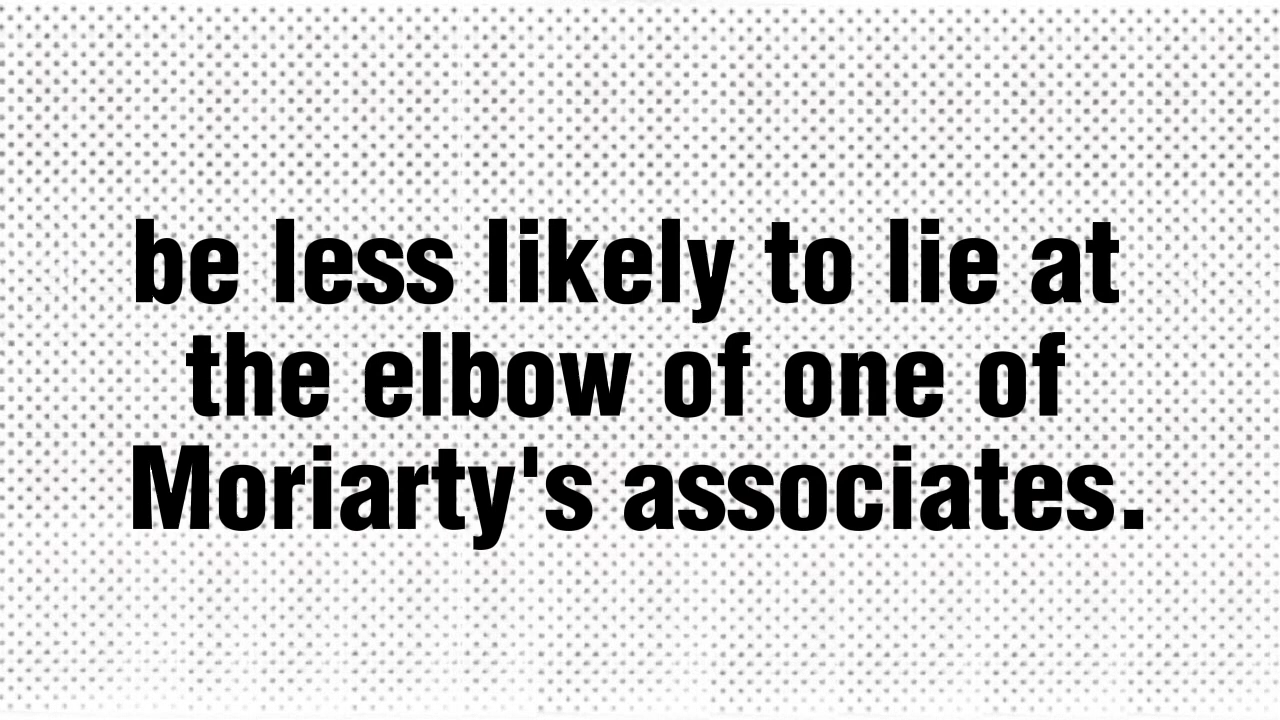 be less likely to lie at
the elbow of one of
Moriarty's associates.